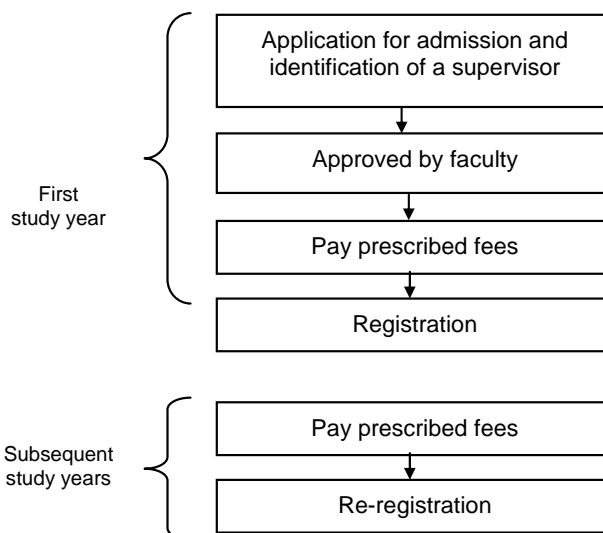 Application for admission and
identification of a supervisor
Approved by faculty
First
study year
Pay prescribed fees
Registration
Pay prescribed fees
Subsequent
study years
Re-registration